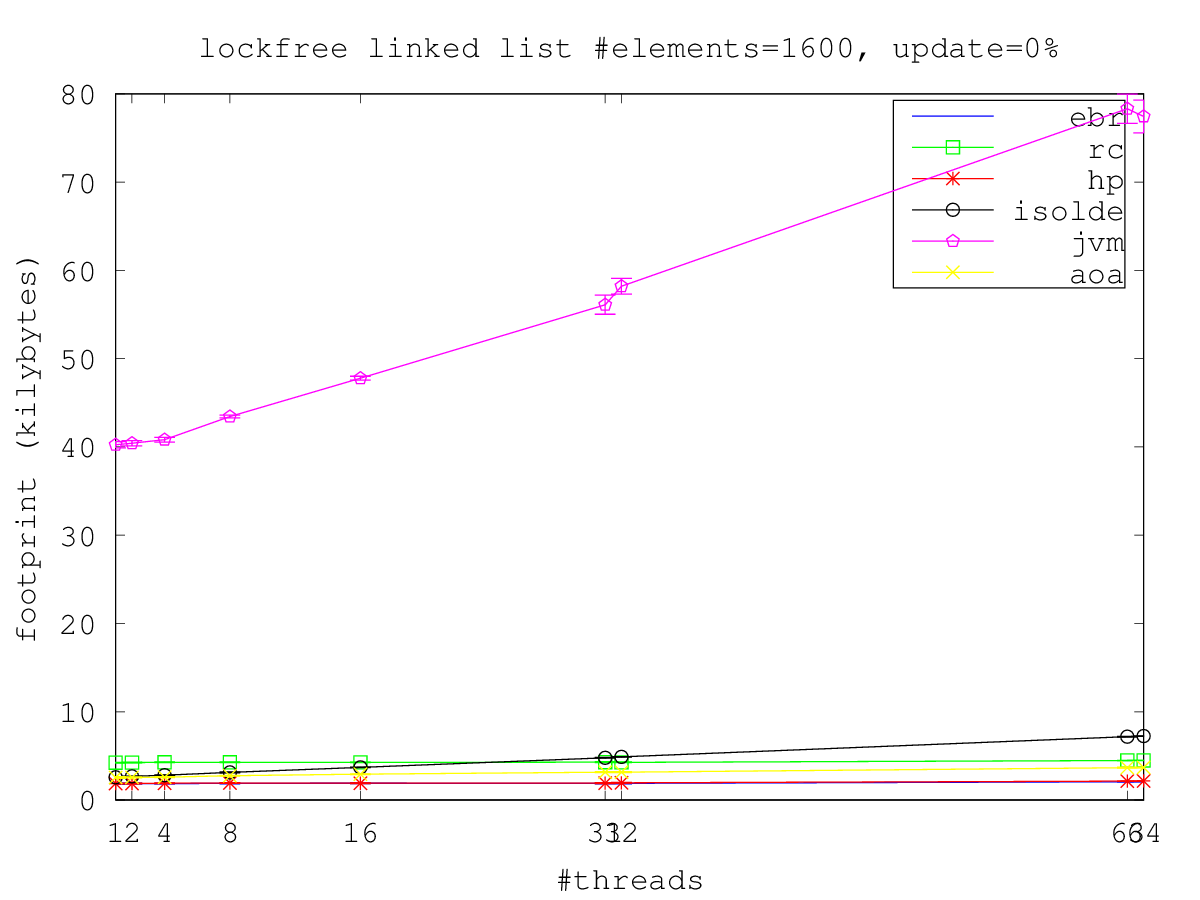 lockfree linked list #elements=1600, update=0%
80
70
60
50
40
30
20
10
0
footprint (kilybytes)
ebr
rc
hp
isolde
jvm
aoa
1 2 4 8 16 31 32 63 64
#threads